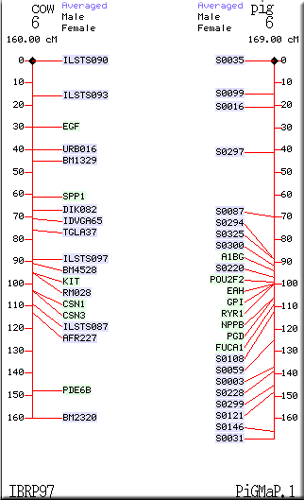 cow Averaged pig
6 Male 6
Female
160.00 cM Averaged 169.00 cM
Male
Female
0 ILSTS090 S0035 0
10 10
ILSTS093 S0099
20 S0016 20
30 EGF 30
40 URB016 S0297 40
BM1329
50 50
60 SPP1 60
DIK082 S0087
70 IDVGA65 S0294 70
TGLA37 S0325
80 S0300 80
90 ILSTS097 A1BG 90
BM4528 S0220
100 KIT POU2F2 100
RM028 EAH
110 CSN1 GPI 110
CSN3 RYR1
120 ILSTS087 NPPB 120
AFR227 PGD
130 FUCA1 130
S0108
140 S0059 140
PDE6B S0003
150 S0228 150
S0299
160 BM2320 S0121 160
S0146
S0031
IBRP97 PiGMaP.1